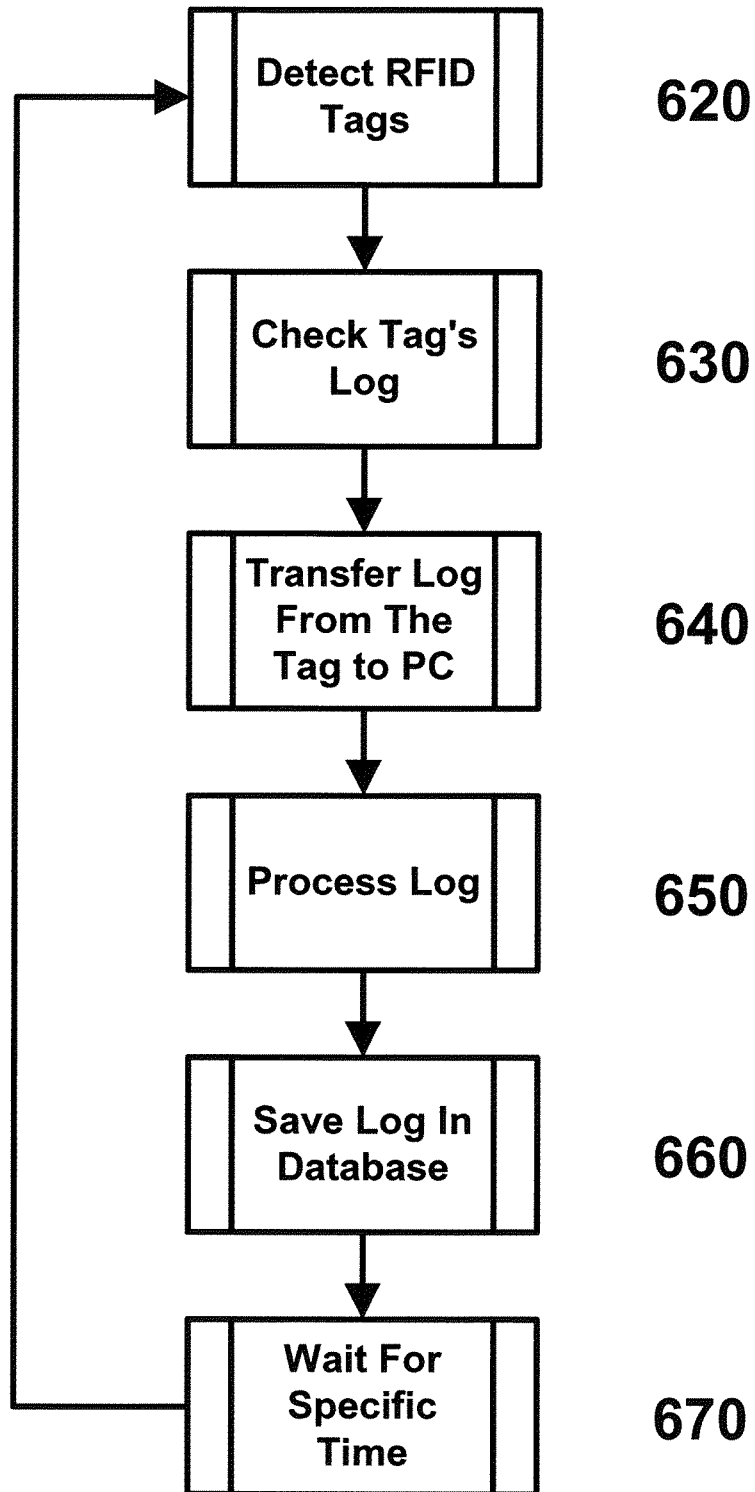 Detect RFID
Tags
620
Check Tag's
Log
630
Transfer Log
From The
Tag to PC
640
Process Log
650
Save Log In
Database
660
Wait For
Specific
Time
670